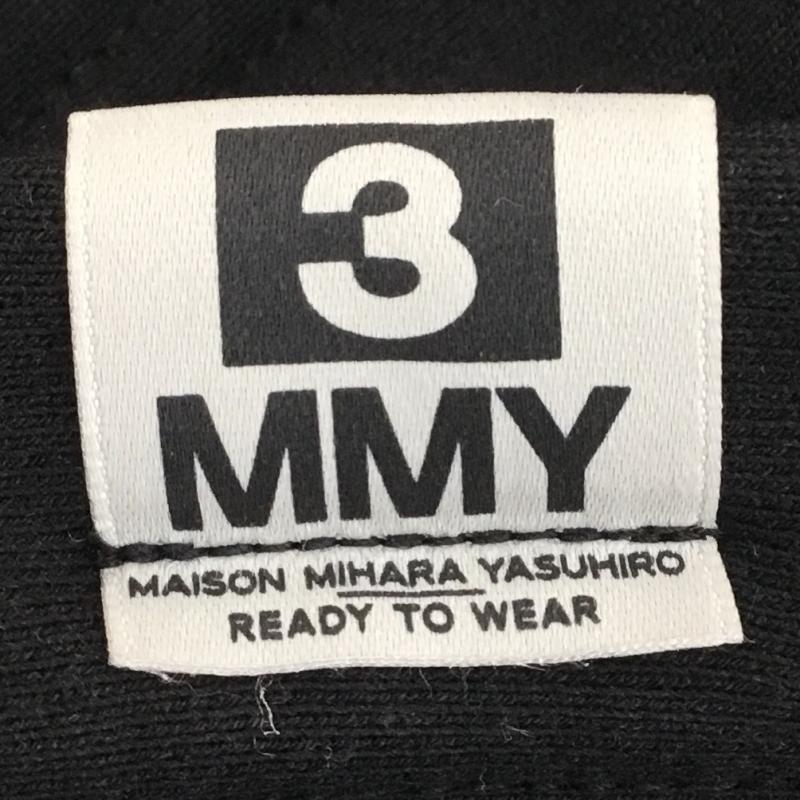 3
MMY
MAISON MIHARA YASUHIRO
READY TO WEAR